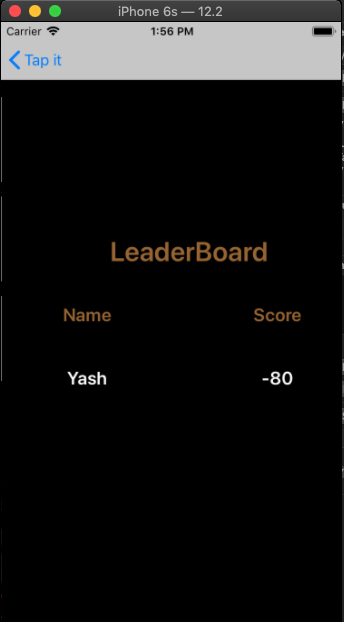 iPhone 6s — 12.2
Carrier 1:56 PM
Tap it
LeaderBoard
Name Score
Yash -80